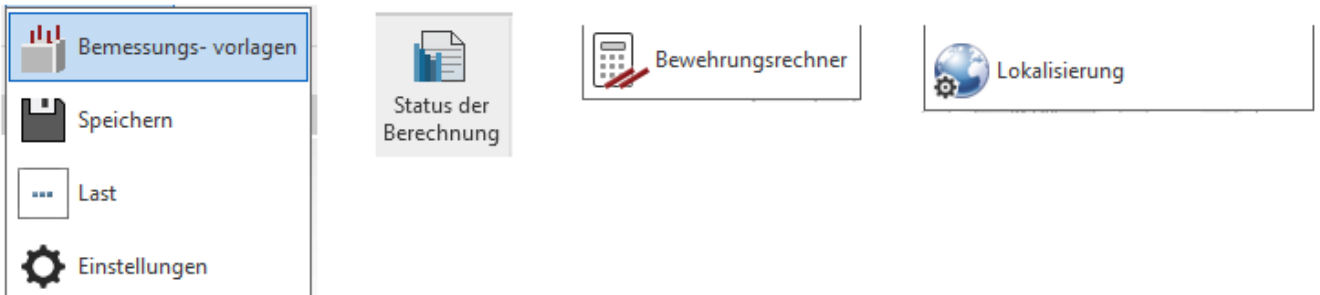 Bemessungs- vorlagen
Speichern
Last
Einstellungen
Status der
Berechnung
Bewehrungsrechner
Lokalisierung